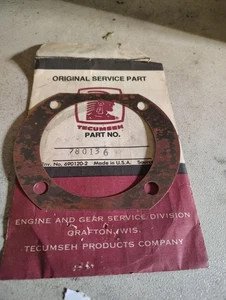 ORIGINAL SERVICE PART
TECUMSEH
PART NO.
780136
Inv. No. 690120-2 Made in U.S.A.
ENGINE AND GEAR SERVICE DIVISION
GRAFTON, WIS.
TECUMSEH PRODUCTS COMPANY